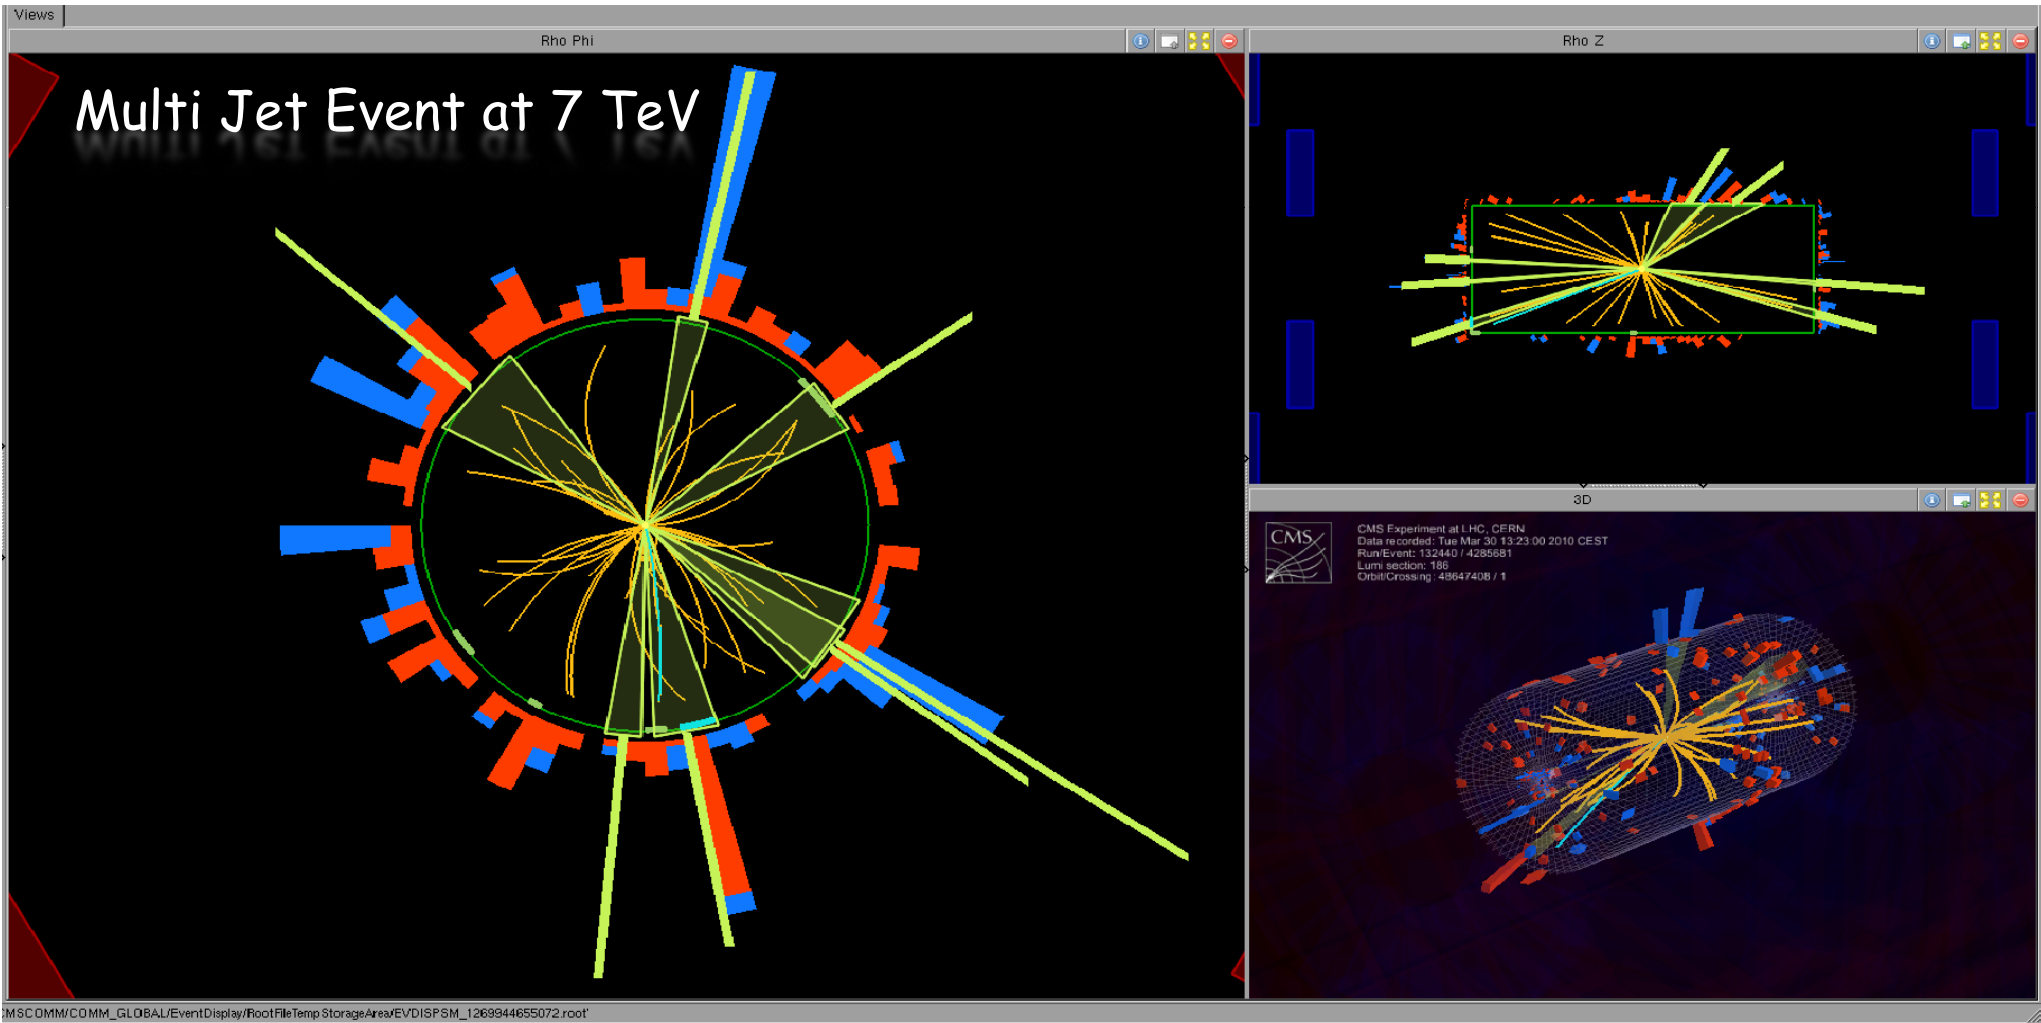 Views
Rho Phi
Rho Z
Multi Jet Event at 7 TeV
3D
CMS
CMS Experiment at LHC, CERN
Data recorded: Tue Mar 30 13:23:00 2010 CEST
Run/Event: 132440 / 4285681
Lumi section: 186
Orbit/Crossing: 48647408 / 1
CMSCOMM/COMM_GLOBAL/EventDisplay/RootFileTempStorageArea/EVDISPSM_1269944655072.root'